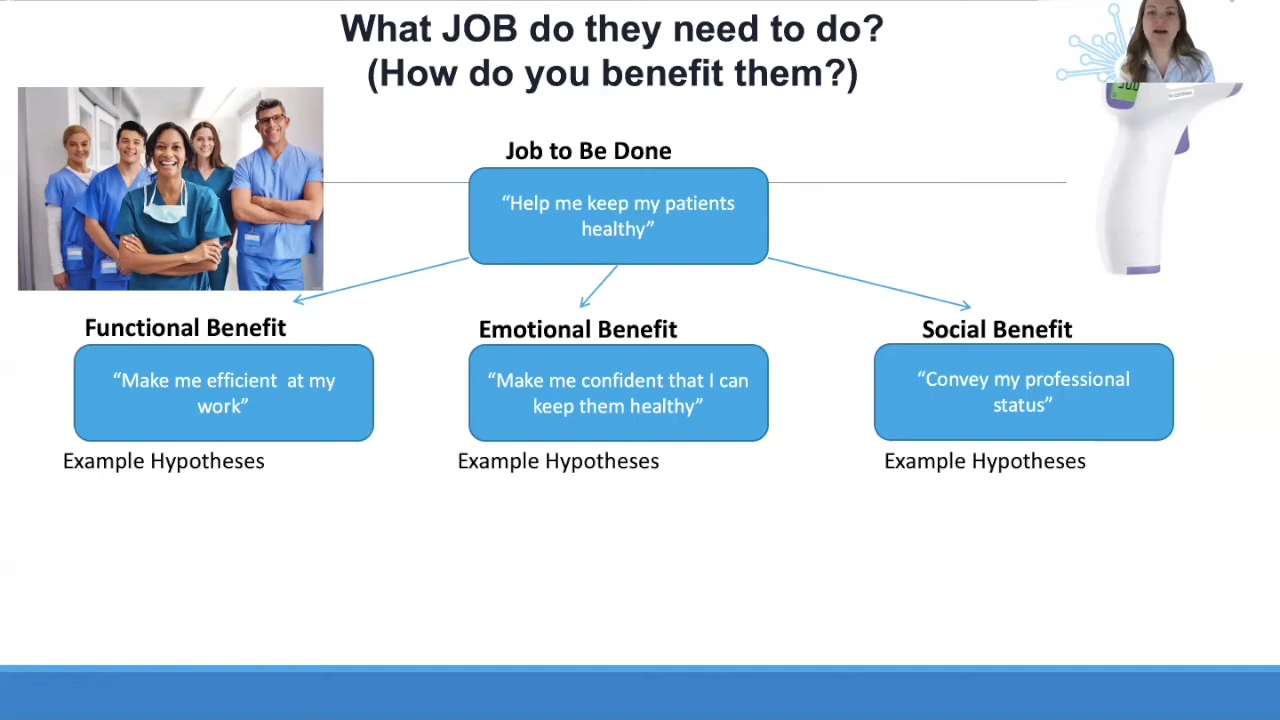 What JOB do they need to do?
(How do you benefit them?)
Job to Be Done
“Help me keep my patients
healthy”
Functional Benefit
Emotional Benefit
Social Benefit
“Make me efficient at my
work”
“Make me confident that I can
keep them healthy”
“Convey my professional
status”
Example Hypotheses
Example Hypotheses
Example Hypotheses